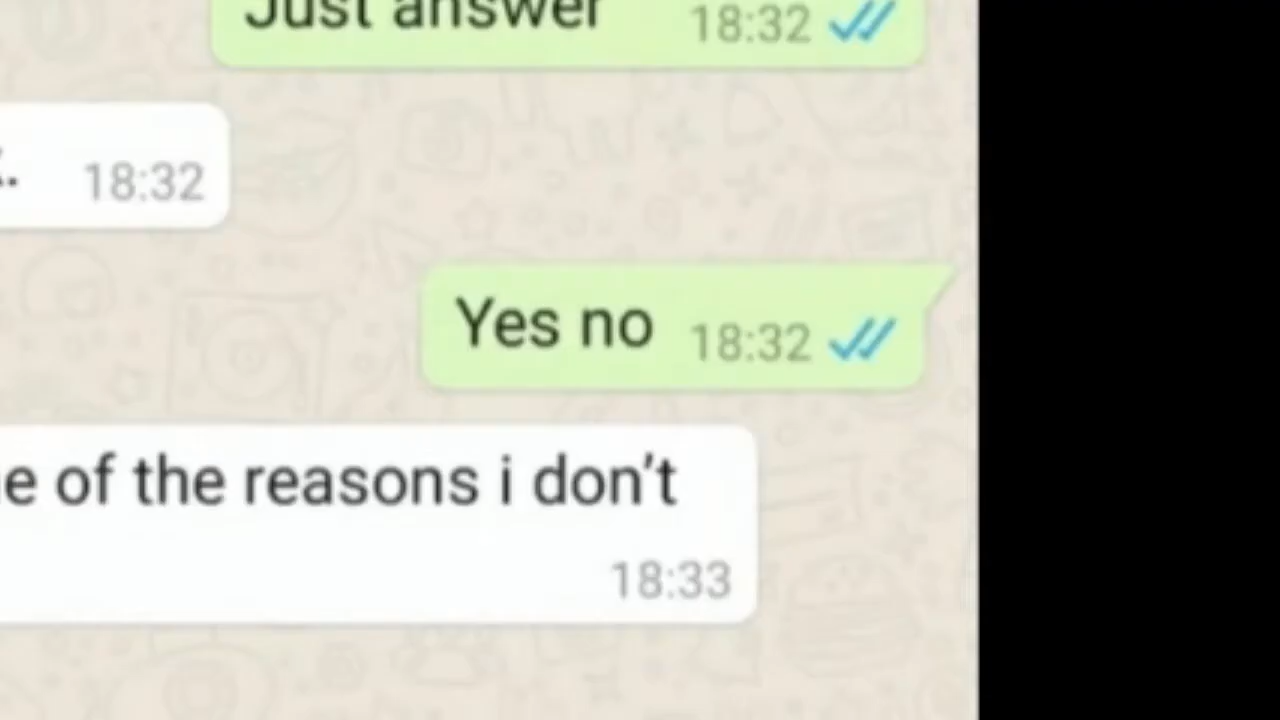 Just answer 18:32
. 18:32
Yes no 18:32
of the reasons i don't
18:33